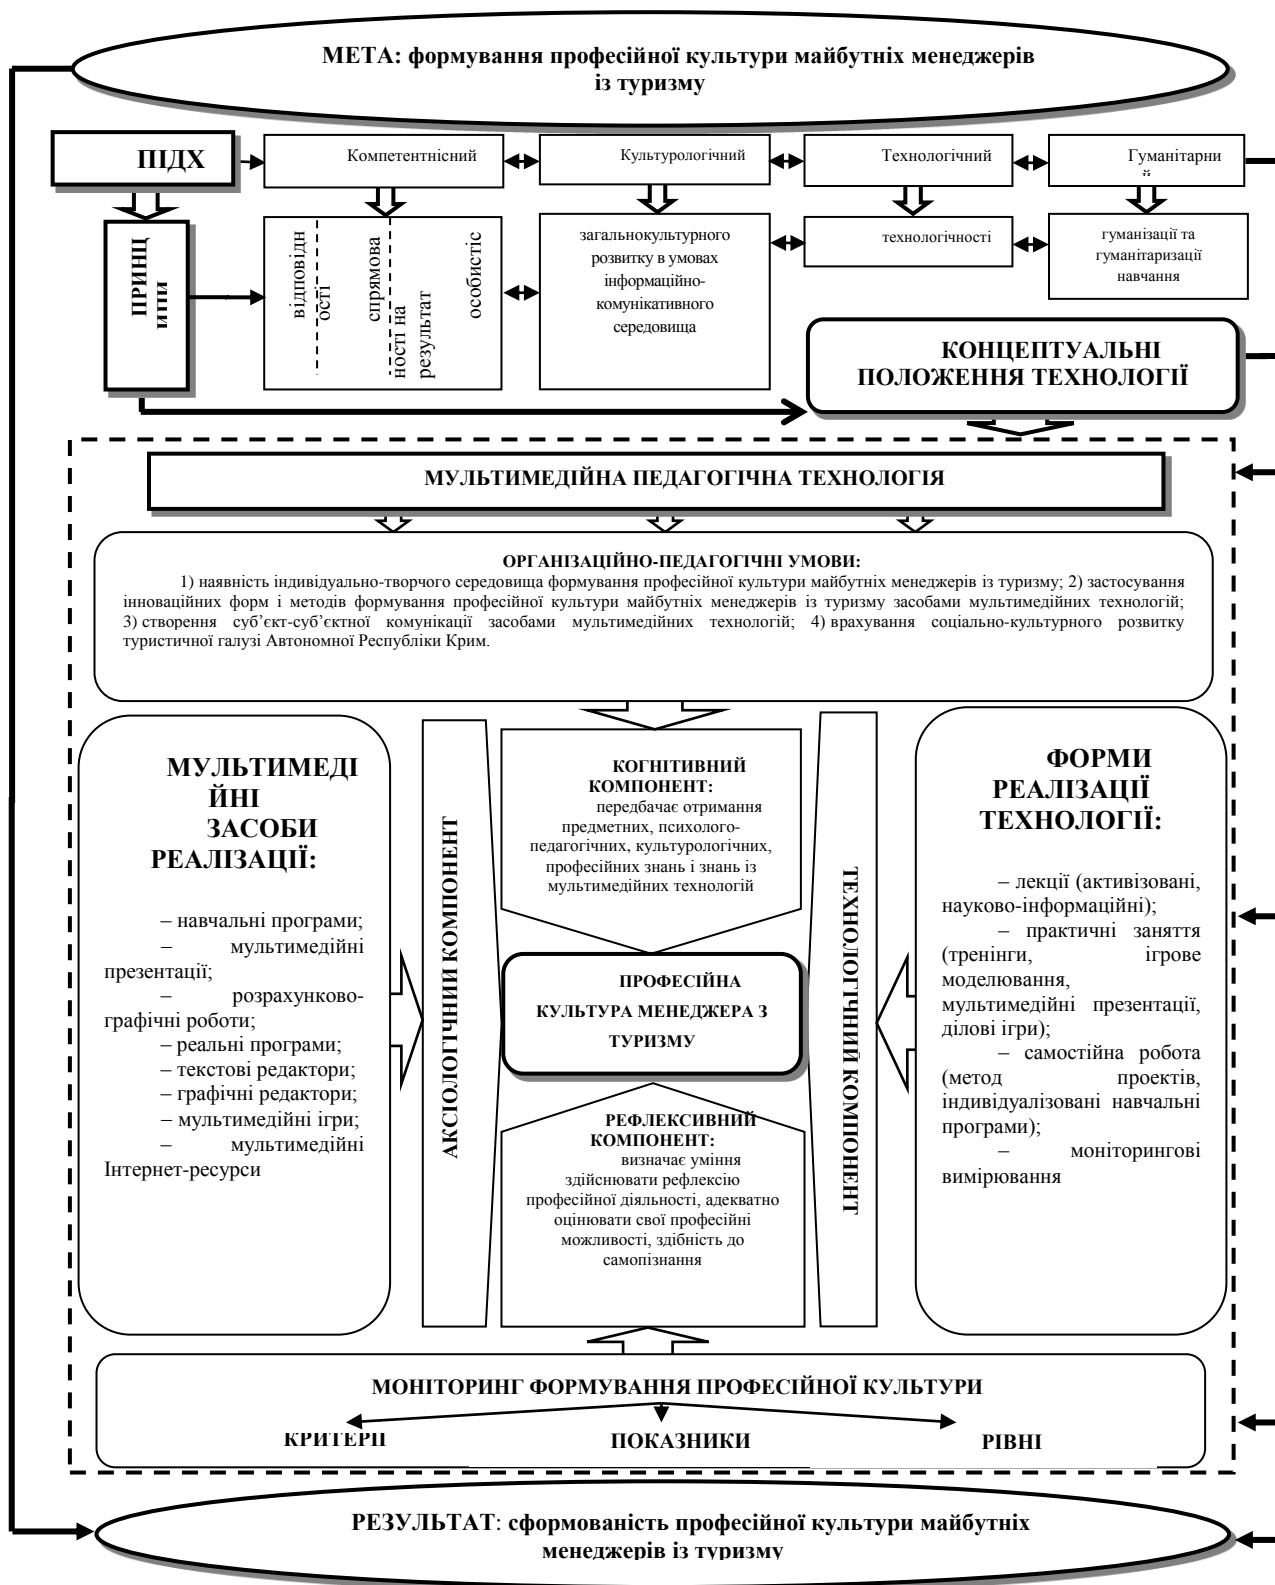 МЕТА: формування професійної культури майбутніх менеджерів
із туризму
ПІДХ
Компетентнісний
Культурологічний
Технологічний
Гуманітарни
й
ПРИНЦ
ИПИ
відповідн
ості
спрямова
ності на
результат
особистіс
загальнокультурного
розвитку в умовах
інформаційно-
комунікативного
середовища
технологічності
гуманізації та
гуманітаризації
навчання
КОНЦЕПТУАЛЬНІ
ПОЛОЖЕННЯ ТЕХНОЛОГІЇ
МУЛЬТИМЕДІЙНА ПЕДАГОГІЧНА ТЕХНОЛОГІЯ
ОРГАНІЗАЦІЙНО-ПЕДАГОГІЧНІ УМОВИ:
1) наявність індивідуально-творчого середовища формування професійної культури майбутніх менеджерів із туризму; 2) застосування
інноваційних форм і методів формування професійної культури майбутніх менеджерів із туризму засобами мультимедійних технологій;
3) створення суб’єкт-суб’єктної комунікації засобами мультимедійних технологій; 4) врахування соціально-культурного розвитку
туристичної галузі Автономної Республіки Крим.
МУЛЬТИМЕДІ
ЙНІ
ЗАСОБИ
РЕАЛІЗАЦІЇ:
– навчальні програми;
– мультимедійні
презентації;
– розрахунково-
графічні роботи;
– реальні програми;
– текстові редактори;
– графічні редактори;
– мультимедійні ігри;
– мультимедійні
Інтернет-ресурси
АКСІОЛОГІЧНИЙ КОМПОНЕНТ
КОГНІТИВНИЙ
КОМПОНЕНТ:
передбачає отримання
предметних, психолого-
педагогічних, культурологічних,
професійних знань і знань із
мультимедійних технологій
ПРОФЕСІЙНА
КУЛЬТУРА МЕНЕДЖЕРА З
ТУРИЗМУ
РЕФЛЕКСИВНИЙ
КОМПОНЕНТ:
визначає уміння
здійснювати рефлексію
професійної діяльності, адекватно
оцінювати свої професійні
можливості, здібність до
самопізнання
ТЕХНОЛОГІЧНИЙ КОМПОНЕНТ
ФОРМИ
РЕАЛІЗАЦІЇ
ТЕХНОЛОГІЇ:
– лекції (активізовані,
науково-інформаційні);
– практичні заняття
(тренінги, ігрове
моделювання,
мультимедійні презентації,
ділові ігри);
– самостійна робота
(метод проектів,
індивідуалізовані навчальні
програми);
– моніторингові
вимірювання
МОНІТОРИНГ ФОРМУВАННЯ ПРОФЕСІЙНОЇ КУЛЬТУРИ
КРИТЕРІЇ
ПОКАЗНИКИ
РІВНІ
РЕЗУЛЬТАТ: сформованість професійної культури майбутніх
менеджерів із туризму